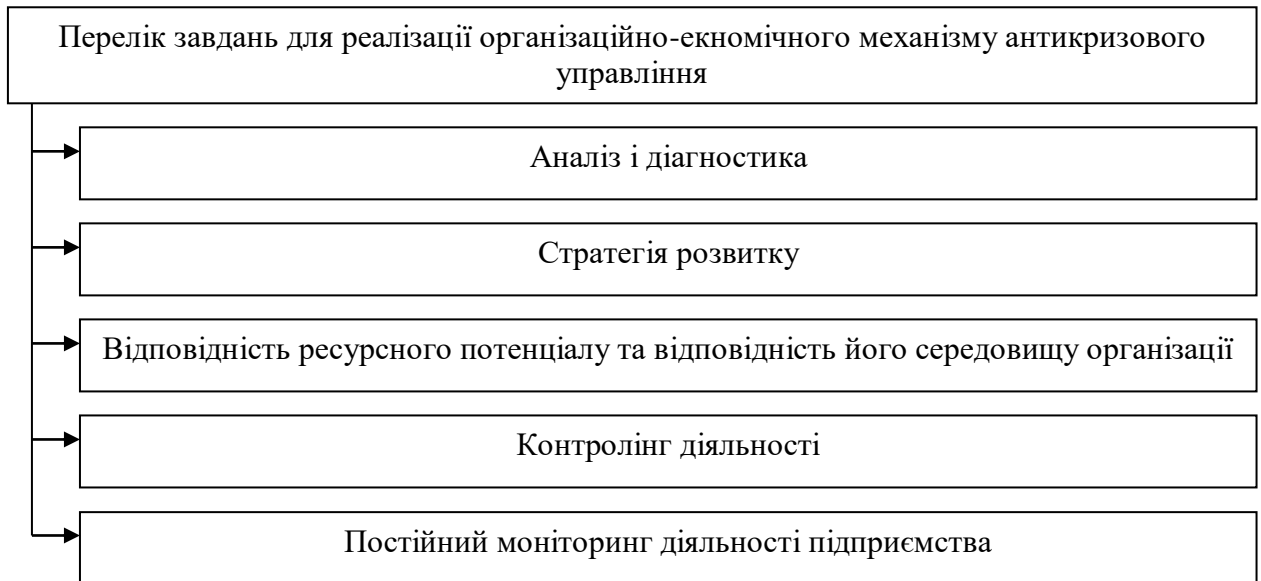 Перелік завдань для реалізації організаційно-екномічного механізму антикризового
управління
Аналіз і діагностика
Стратегія розвитку
Відповідність ресурсного потенціалу та відповідність його середовищу організації
Контролінг діяльності
Постійний моніторинг діяльності підприємства